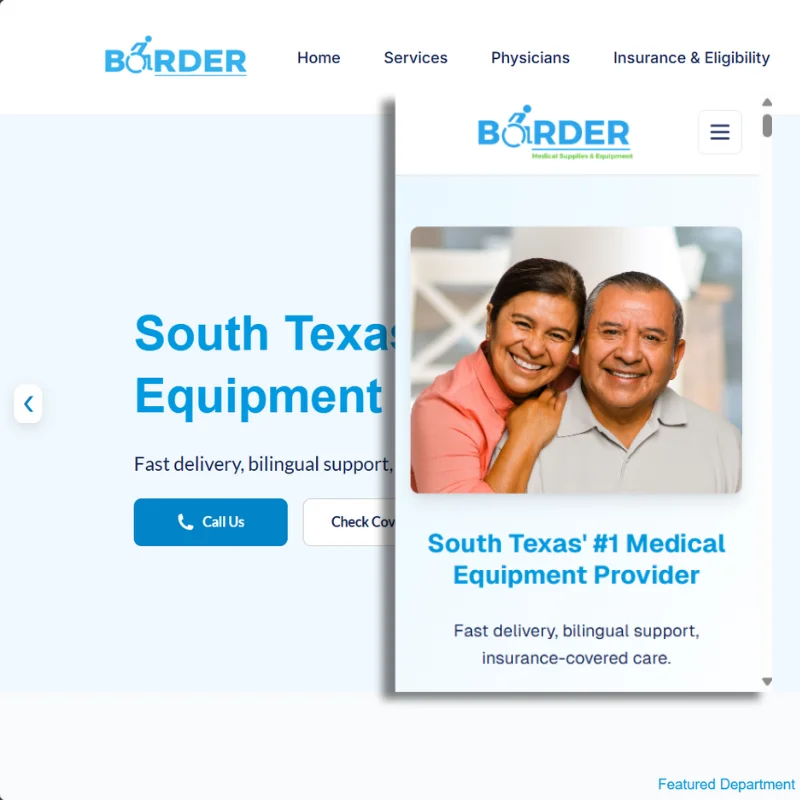 BORDER
Home
Services
Physicians
Insurance & Eligibility
South Texas
Equipment
Fast delivery, bilingual support,
Call Us
Check Cov
BORDER
Medical Supplies & Equipment
South Texas' #1 Medical
Equipment Provider
Fast delivery, bilingual support,
insurance-covered care.
Featured Department